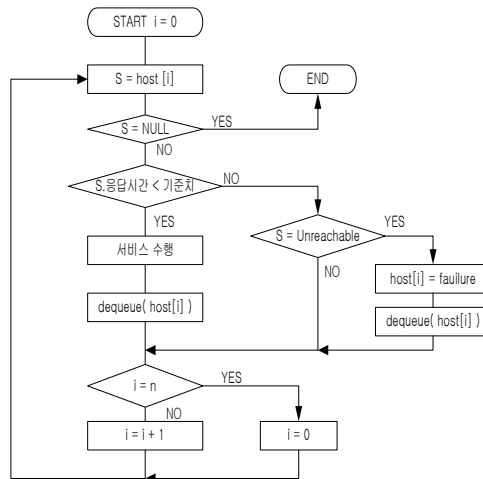 START i = 0
S = host [i]
END
S = NULL
YES
NO
S.응답시간 < 기준치
NO
YES
S = Unreachable
YES
NO
서비스 수행
host[i] = fauilure
dequeue( host[i] )
dequeue( host[i] )
i = n
YES
NO
i = i + 1
i = 0